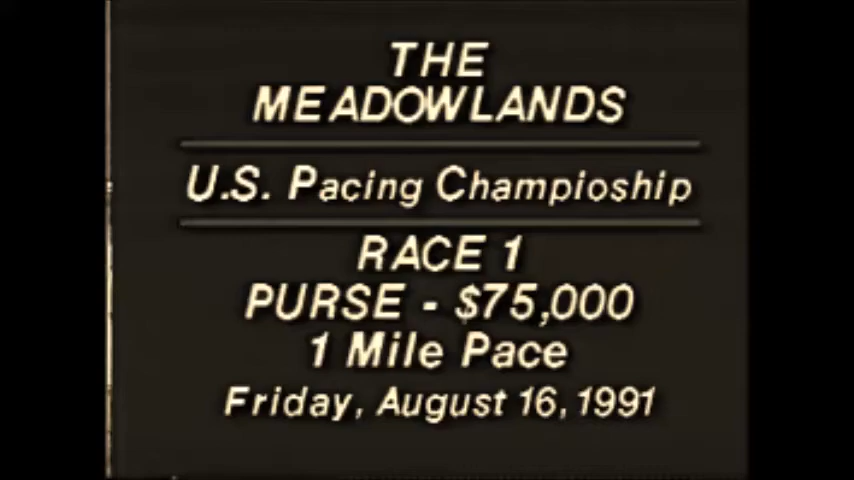 THE
MEADOWLANDS
U.S. Pacing Champioship
RACE 1
PURSE - $75,000
1 Mile Pace
Friday, August 16, 1991